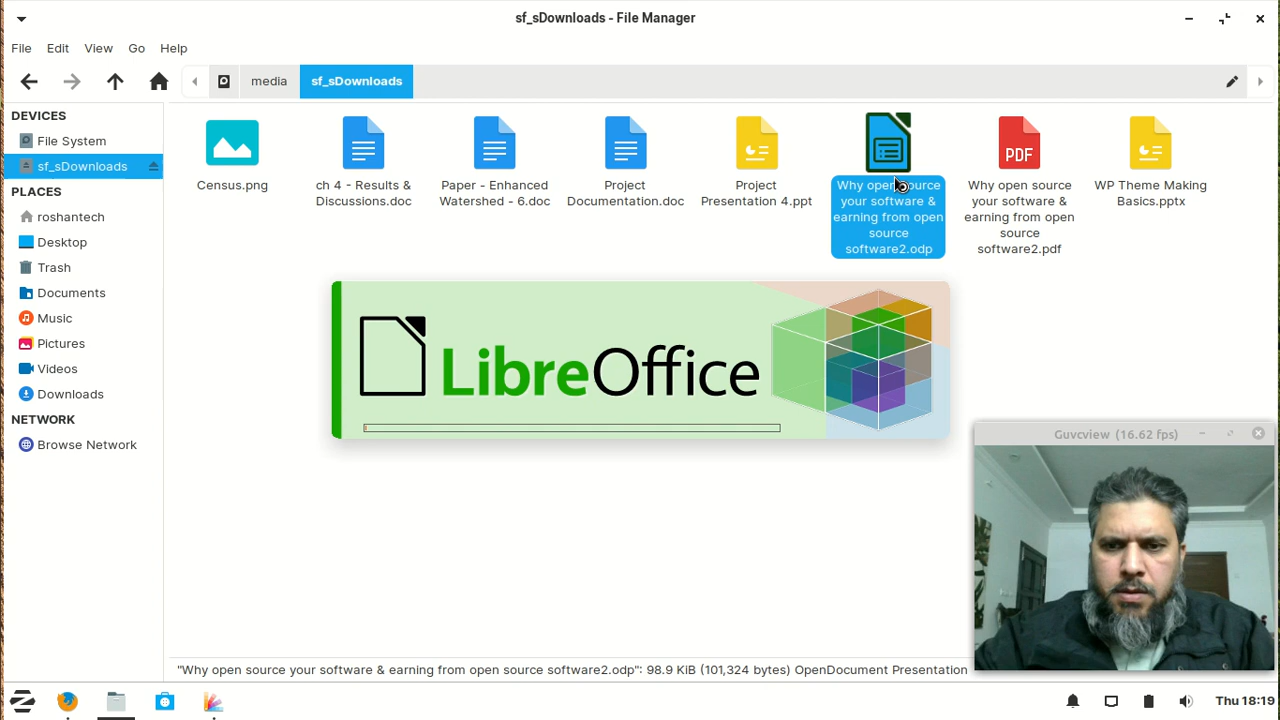 sf_sDownloads - File Manager
File Edit View Go Help
media sf_sDownloads
DEVICES
File System
sf_sDownloads
PLACES
roshantech
Desktop
Trash
Documents
Music
Pictures
Videos
Downloads
NETWORK
Browse Network
Census.png
ch 4 - Results &
Discussions.doc
Paper - Enhanced
Watershed - 6.doc
Project
Documentation.doc
Project
Presentation 4.ppt
Why open source
your software &
earning from open
source
software2.odp
PDF
Why open source
your software &
earning from open
source
software2.pdf
WP Theme Making
Basics.pptx
LibreOffice
Guvcview (16.62 fps)
"Why open source your software & earning from open source software2.odp": 98.9 KiB (101,324 bytes) OpenDocument Presentation
Thu 18:19